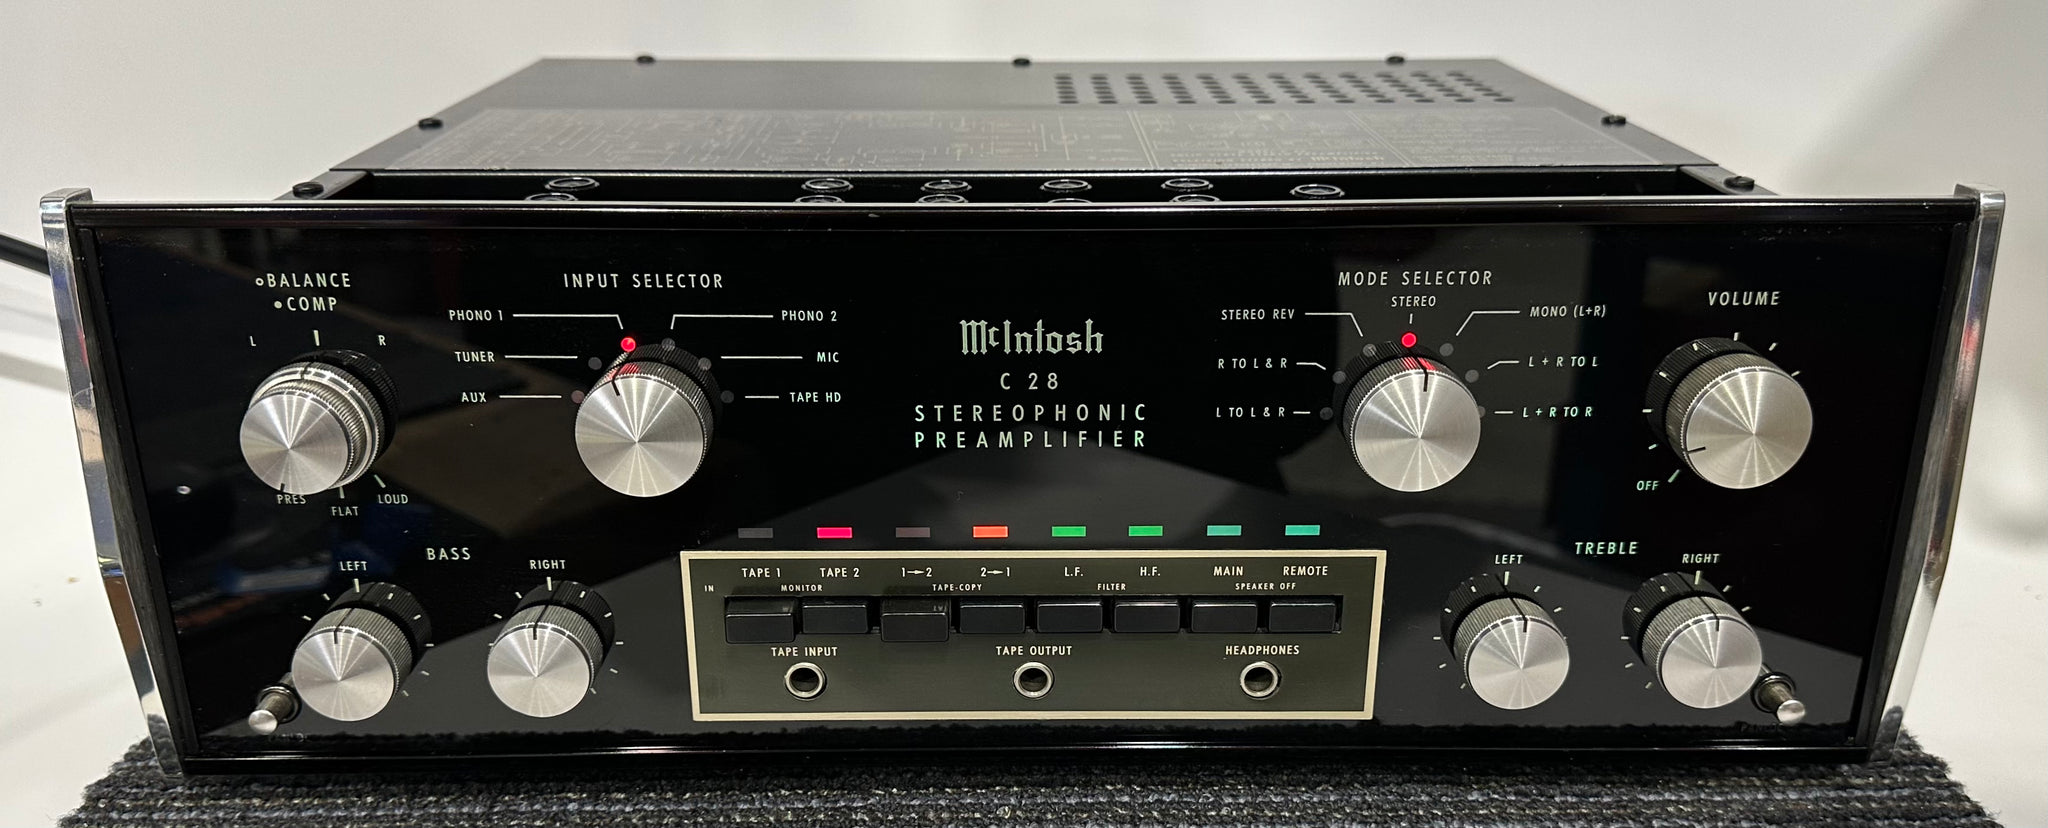 BALANCE
COMP
L
R
PRES
FLAT
LOUD
INPUT SELECTOR
PHONO 1
PHONO 2
TUNER
MIC
AUX
TAPE HD
McIntosh
C 28
STEREOPHONIC
PREAMPLIFIER
MODE SELECTOR
STEREO
STEREO REV
MONO (L+R)
R TO L & R
L + R TO L
L TO L & R
L + R TO R
VOLUME
OFF
BASS
LEFT
RIGHT
TAPE 1
TAPE 2
1→2
2→1
L.F.
H.F.
MAIN
REMOTE
IN
MONITOR
TAPE-COPY
FILTER
SPEAKER OFF
TAPE INPUT
TAPE OUTPUT
HEADPHONES
TREBLE
LEFT
RIGHT